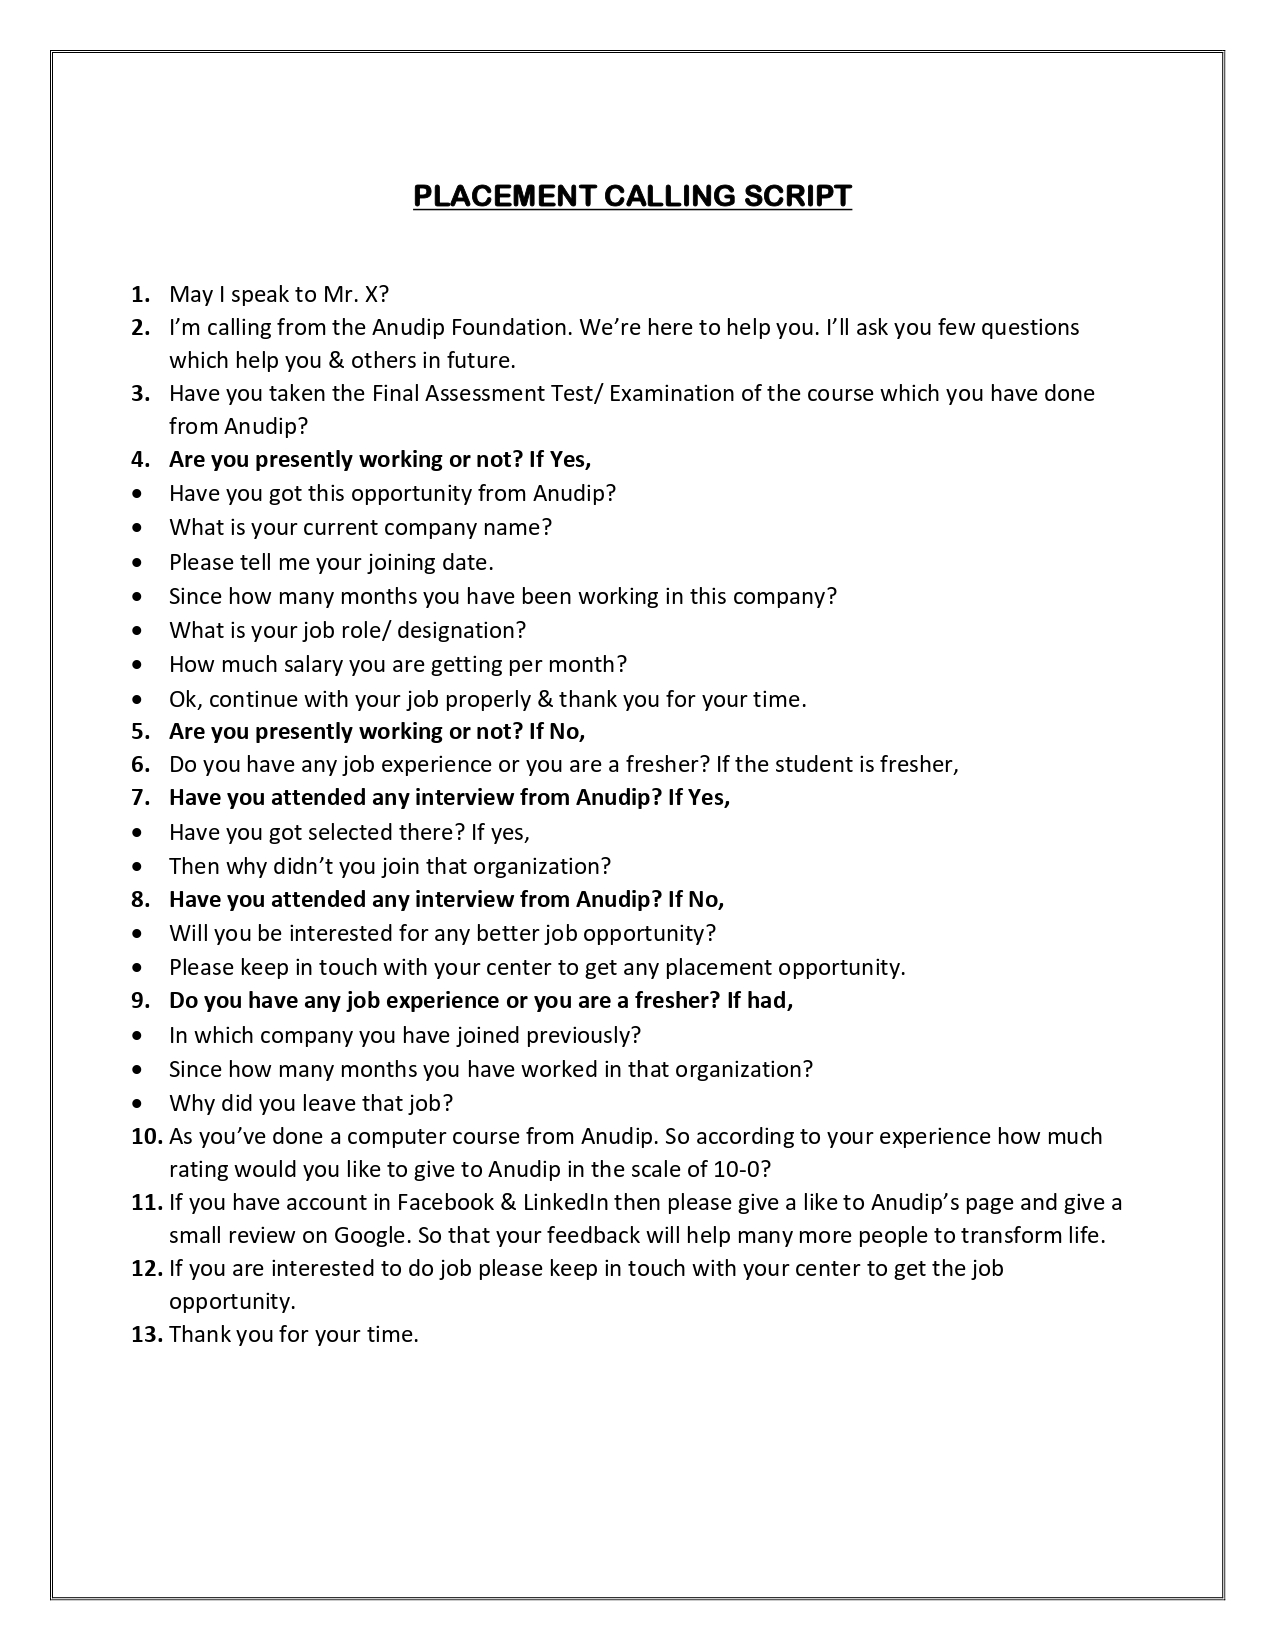 PLACEMENT CALLING SCRIPT
1. May I speak to Mr. X?
2. I’m calling from the Anudip Foundation. We’re here to help you. I’ll ask you few questions
which help you & others in future.
3. Have you taken the Final Assessment Test/ Examination of the course which you have done
from Anudip?
4. Are you presently working or not? If Yes,
• Have you got this opportunity from Anudip?
• What is your current company name?
• Please tell me your joining date.
• Since how many months you have been working in this company?
• What is your job role/ designation?
• How much salary you are getting per month?
• Ok, continue with your job properly & thank you for your time.
5. Are you presently working or not? If No,
6. Do you have any job experience or you are a fresher? If the student is fresher,
7. Have you attended any interview from Anudip? If Yes,
• Have you got selected there? If yes,
• Then why didn’t you join that organization?
8. Have you attended any interview from Anudip? If No,
• Will you be interested for any better job opportunity?
• Please keep in touch with your center to get any placement opportunity.
9. Do you have any job experience or you are a fresher? If had,
• In which company you have joined previously?
• Since how many months you have worked in that organization?
• Why did you leave that job?
10. As you’ve done a computer course from Anudip. So according to your experience how much
rating would you like to give to Anudip in the scale of 10-0?
11. If you have account in Facebook & LinkedIn then please give a like to Anudip’s page and give a
small review on Google. So that your feedback will help many more people to transform life.
12. If you are interested to do job please keep in touch with your center to get the job
opportunity.
13. Thank you for your time.